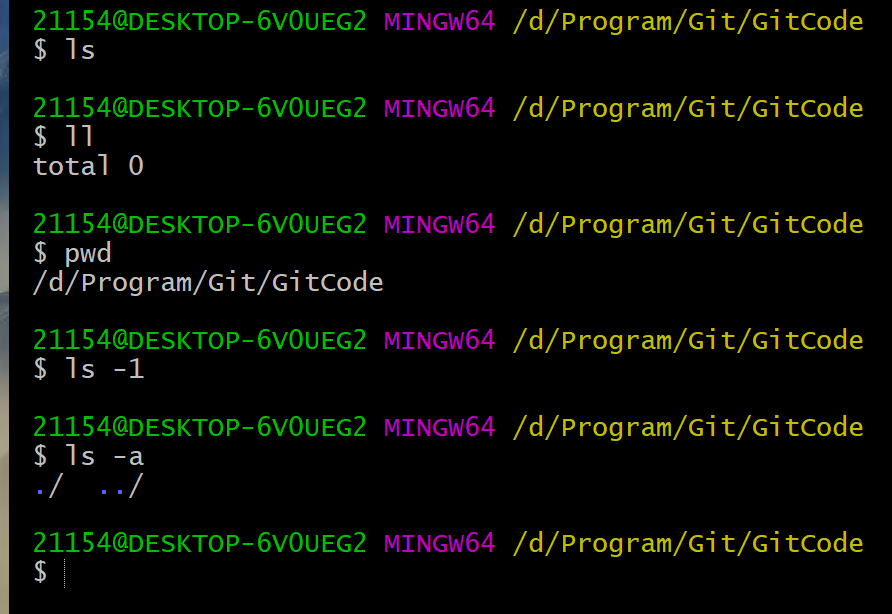 21154@DESKTOP-6V0UEG2 MINGW64 /d/Program/Git/GitCode
$ ls
21154@DESKTOP-6V0UEG2 MINGW64 /d/Program/Git/GitCode
$ ll
total 0
21154@DESKTOP-6V0UEG2 MINGW64 /d/Program/Git/GitCode
$ pwd
/d/Program/Git/GitCode
21154@DESKTOP-6V0UEG2 MINGW64 /d/Program/Git/GitCode
$ ls -1
21154@DESKTOP-6V0UEG2 MINGW64 /d/Program/Git/GitCode
$ ls -a
./  ../
21154@DESKTOP-6V0UEG2 MINGW64 /d/Program/Git/GitCode
$